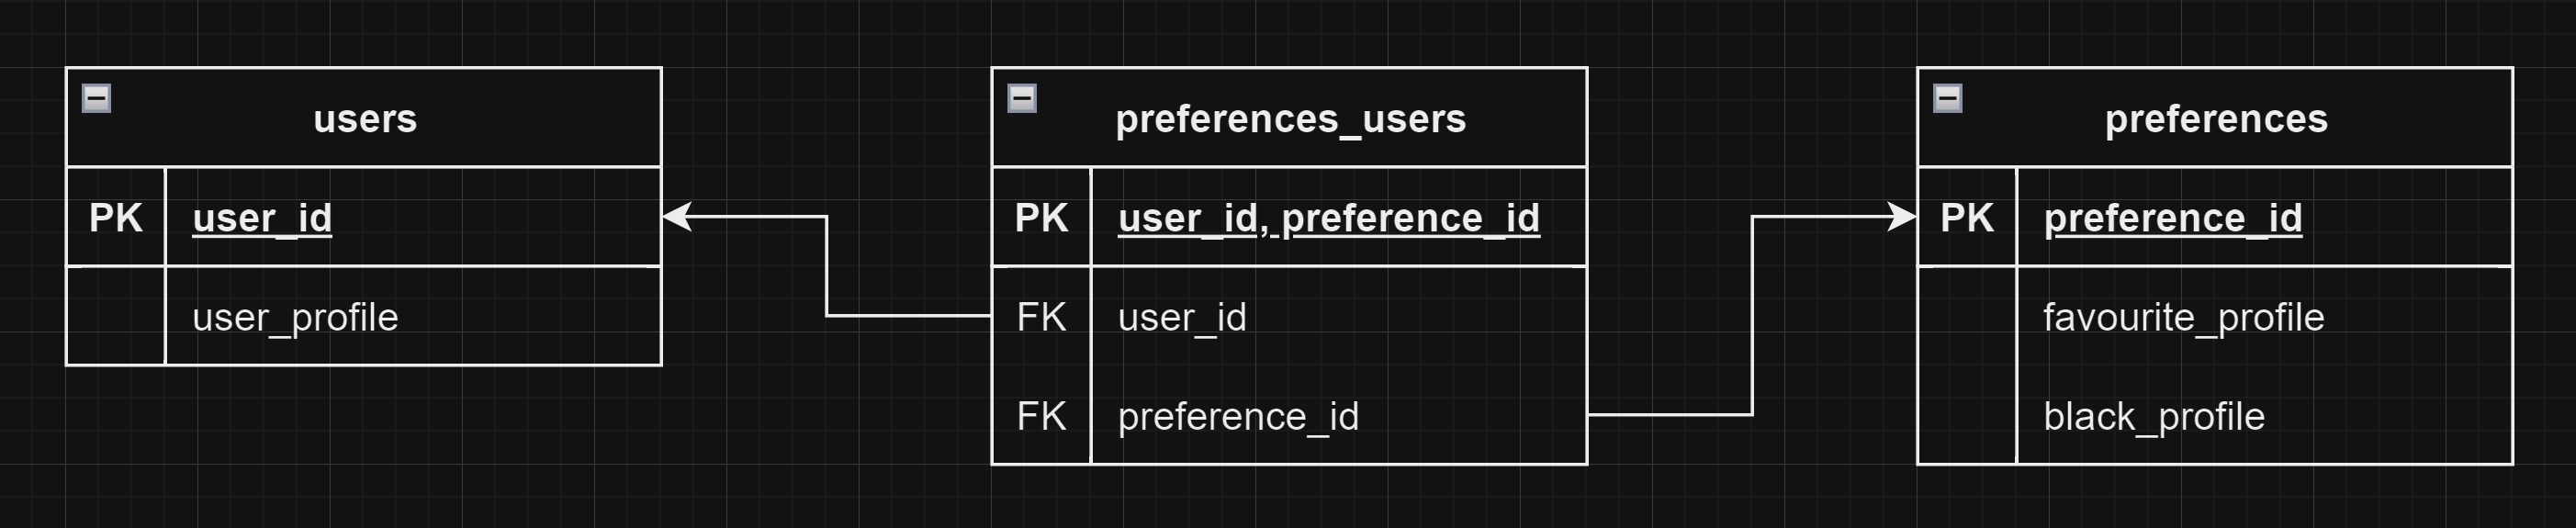 users
PK user_id
user_profile
preferences_users
PK user_id, preference_id
FK user_id
FK preference_id
preferences
PK preference_id
favourite_profile
black_profile